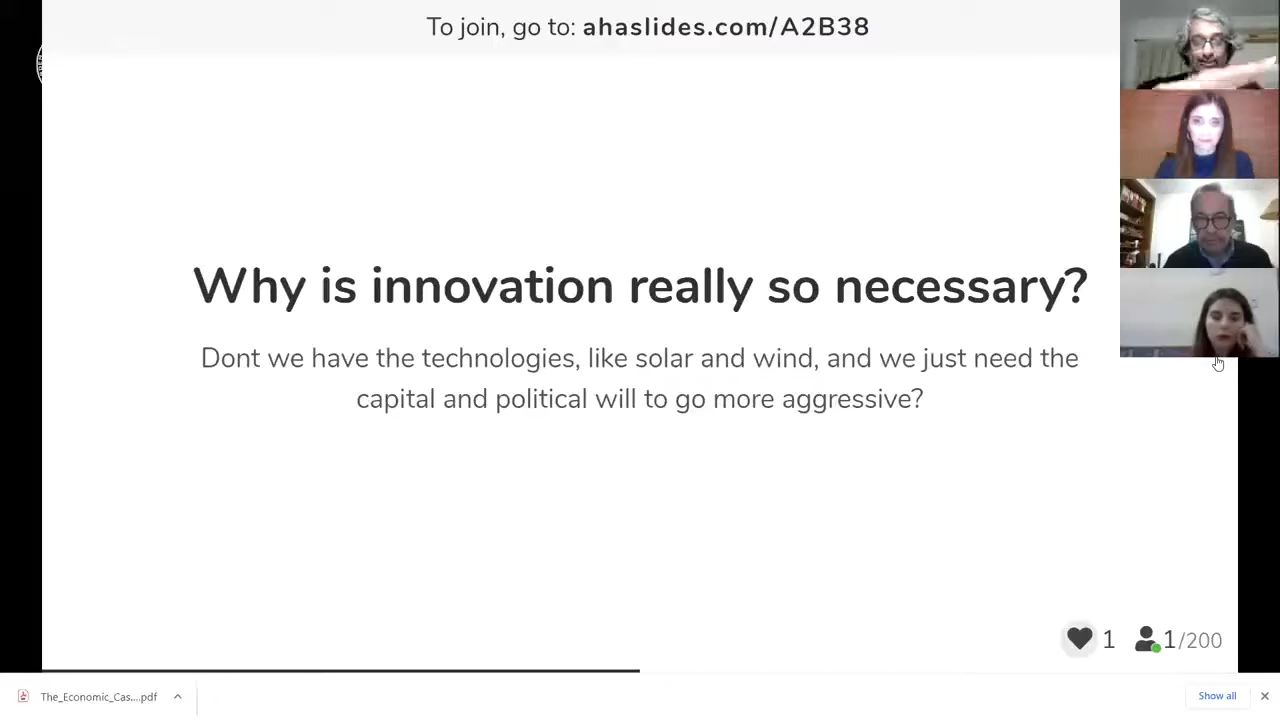 To join, go to: ahaslides.com/A2B38
Why is innovation really so necessary?
Dont we have the technologies, like solar and wind, and we just need the
capital and political will to go more aggressive?
1 1/200
The_Economic_Cas....pdf
Show all